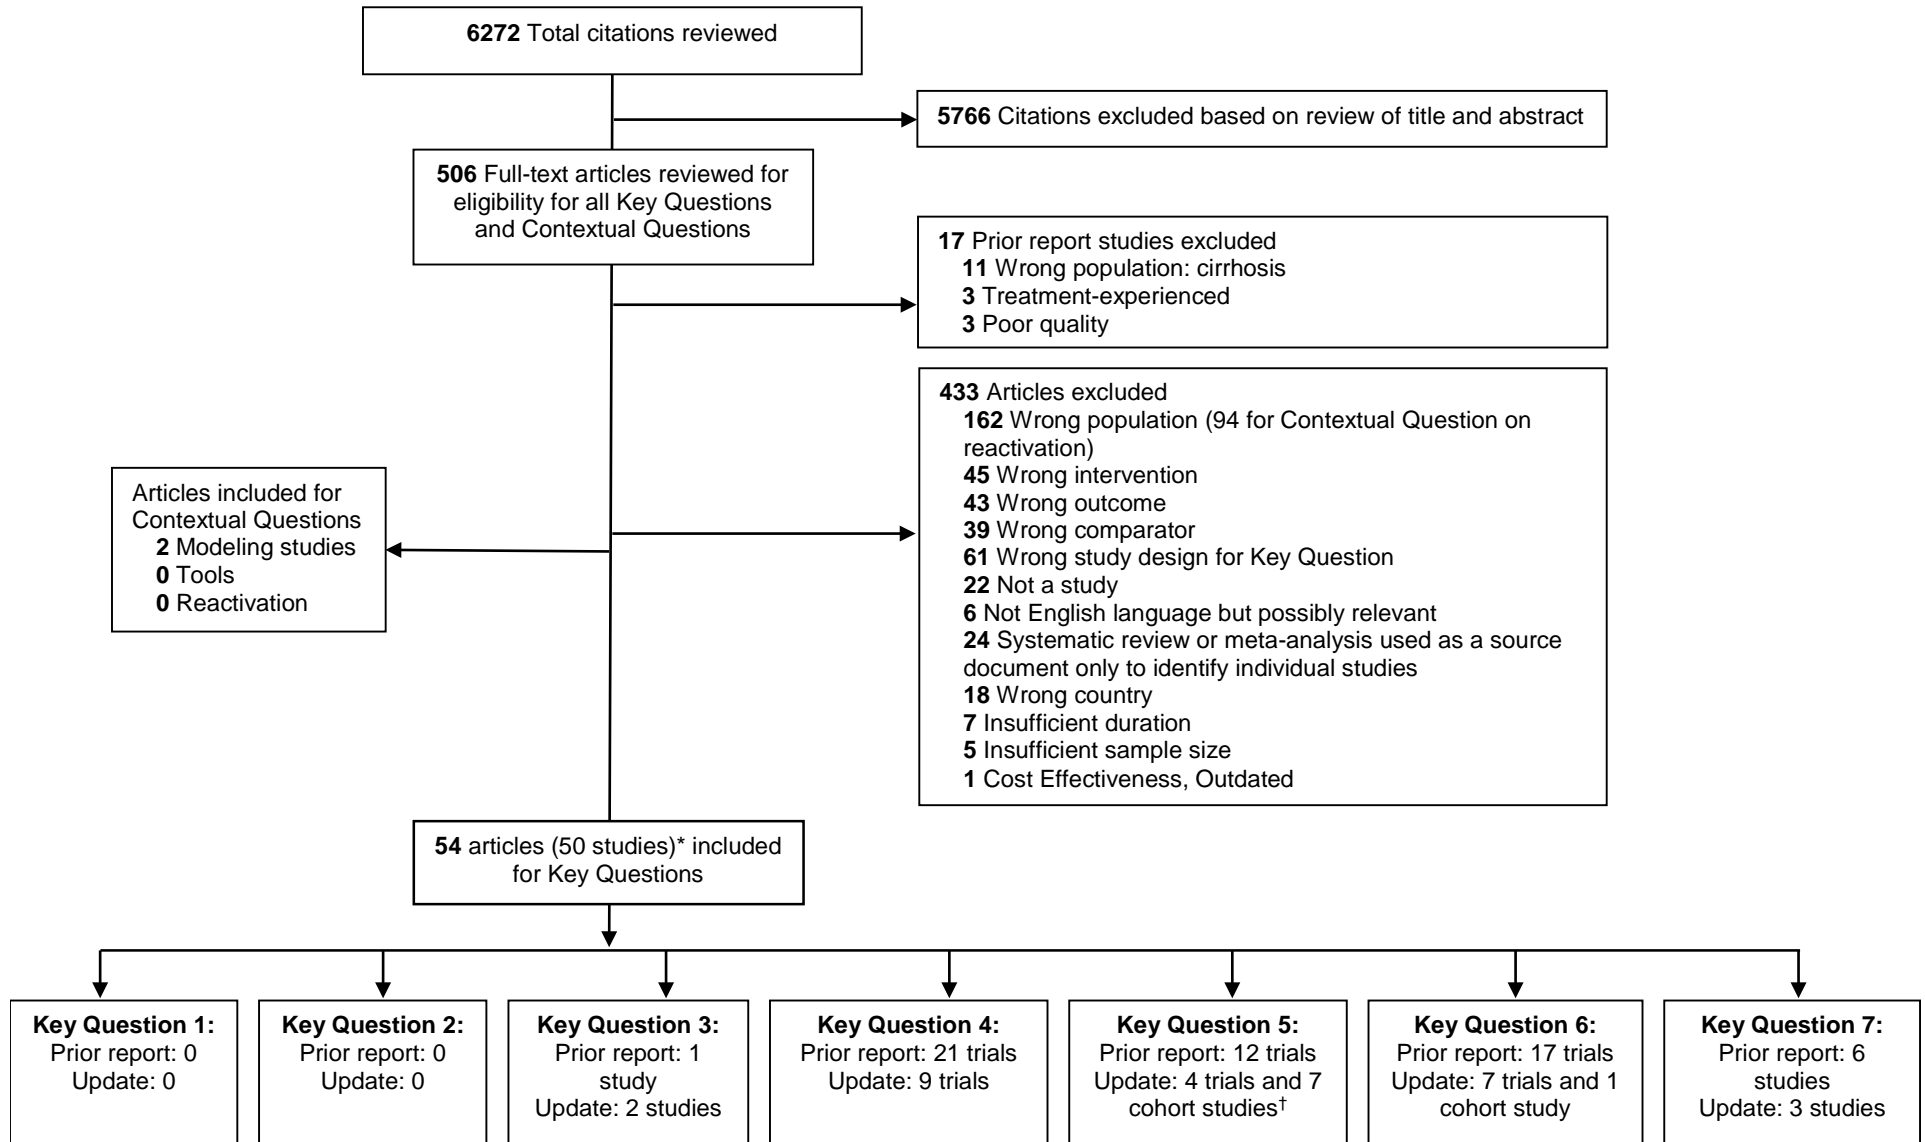 6272 Total citations reviewed
5766 Citations excluded based on review of title and abstract
506 Full-text articles reviewed for
eligibility for all Key Questions
and Contextual Questions
17 Prior report studies excluded
11 Wrong population: cirrhosis
3 Treatment-experienced
3 Poor quality
433 Articles excluded
162 Wrong population (94 for Contextual Question on
reactivation)
45 Wrong intervention
43 Wrong outcome
39 Wrong comparator
61 Wrong study design for Key Question
22 Not a study
6 Not English language but possibly relevant
24 Systematic review or meta-analysis used as a source
document only to identify individual studies
18 Wrong country
7 Insufficient duration
5 Insufficient sample size
1 Cost Effectiveness, Outdated
Articles included for
Contextual Questions
2 Modeling studies
0 Tools
0 Reactivation
54 articles (50 studies)* included
for Key Questions
Key Question 1:
Prior report: 0
Update: 0
Key Question 2:
Prior report: 0
Update: 0
Key Question 3:
Prior report: 1
study
Update: 2 studies
Key Question 4:
Prior report: 21 trials
Update: 9 trials
Key Question 5:
Prior report: 12 trials
Update: 4 trials and 7
cohort studies†
Key Question 6:
Prior report: 17 trials
Update: 7 trials and 1
cohort study
Key Question 7:
Prior report: 6
studies
Update: 3 studies